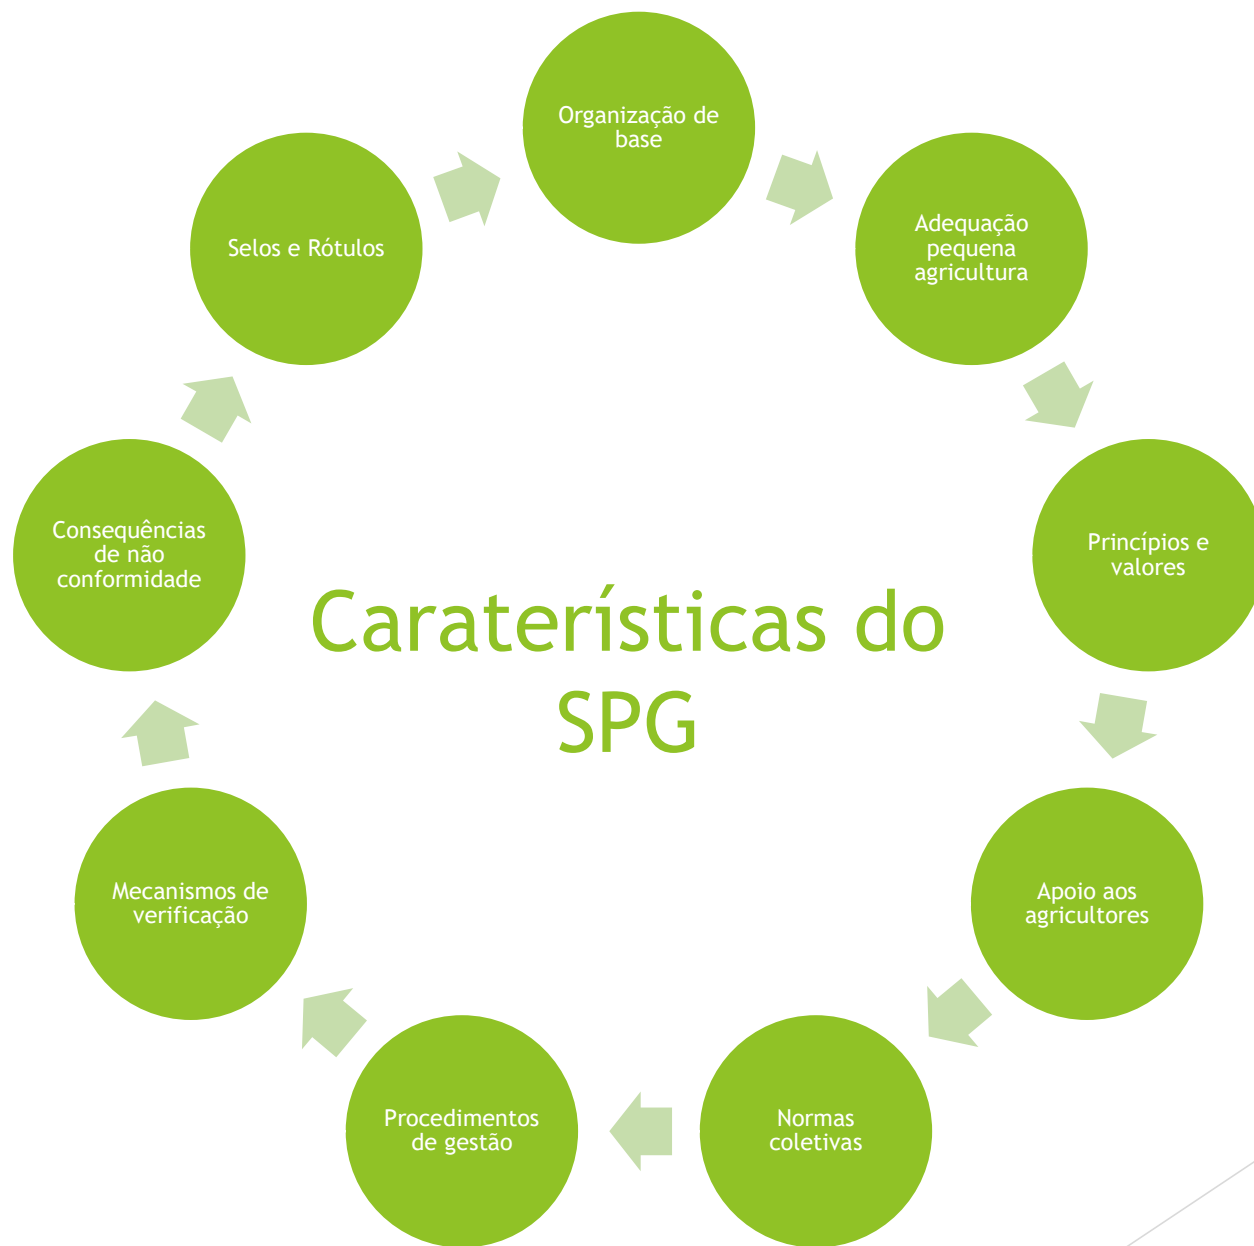 Organização de
base
Adequação
pequena
agricultura
Princípios e
valores
Apoio aos
agricultores
Normas
coletivas
Procedimentos
de gestão
Mecanismos de
verificação
Consequências
de não
conformidade
Selos e Rótulos
Caraterísticas do
SPG